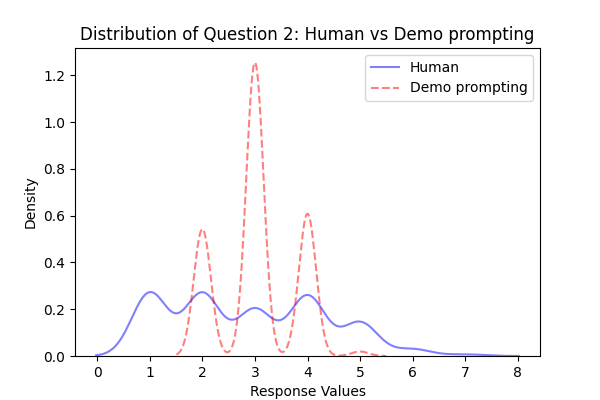 Distribution of Question 2: Human vs Demo prompting
Human
Demo prompting
1.2
1.0
0.8
0.6
0.4
0.2
0.0
Density
0 1 2 3 4 5 6 7 8
Response Values